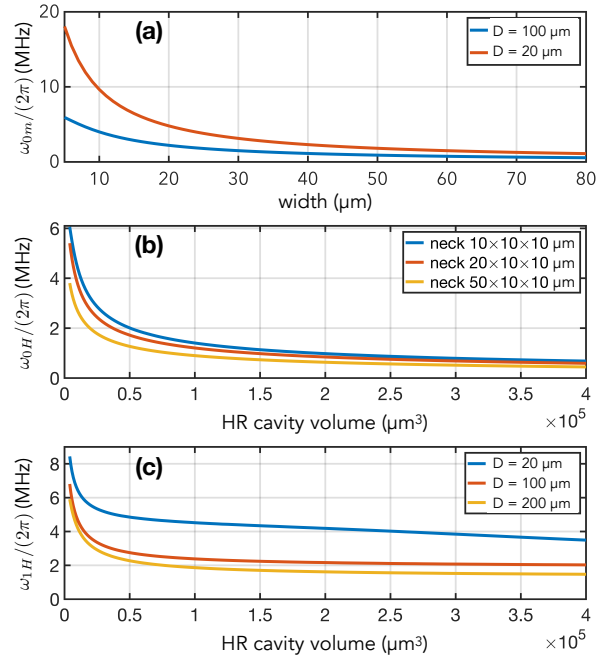 (a)
D = 100 µm
D = 20 µm
20
10
0
ω₀ₘ/(2π) (MHz)
10 20 30 40 50 60 70 80
width (µm)
(b)
neck 10×10×10 µm
neck 20×10×10 µm
neck 50×10×10 µm
6
4
2
0
ω₀H/(2π) (MHz)
0 0.5 1 1.5 2 2.5 3 3.5 4
×10⁵
HR cavity volume (µm³)
(c)
D = 20 µm
D = 100 µm
D = 200 µm
8
6
4
2
0
ω₁H/(2π) (MHz)
0 0.5 1 1.5 2 2.5 3 3.5 4
×10⁵
HR cavity volume (µm³)